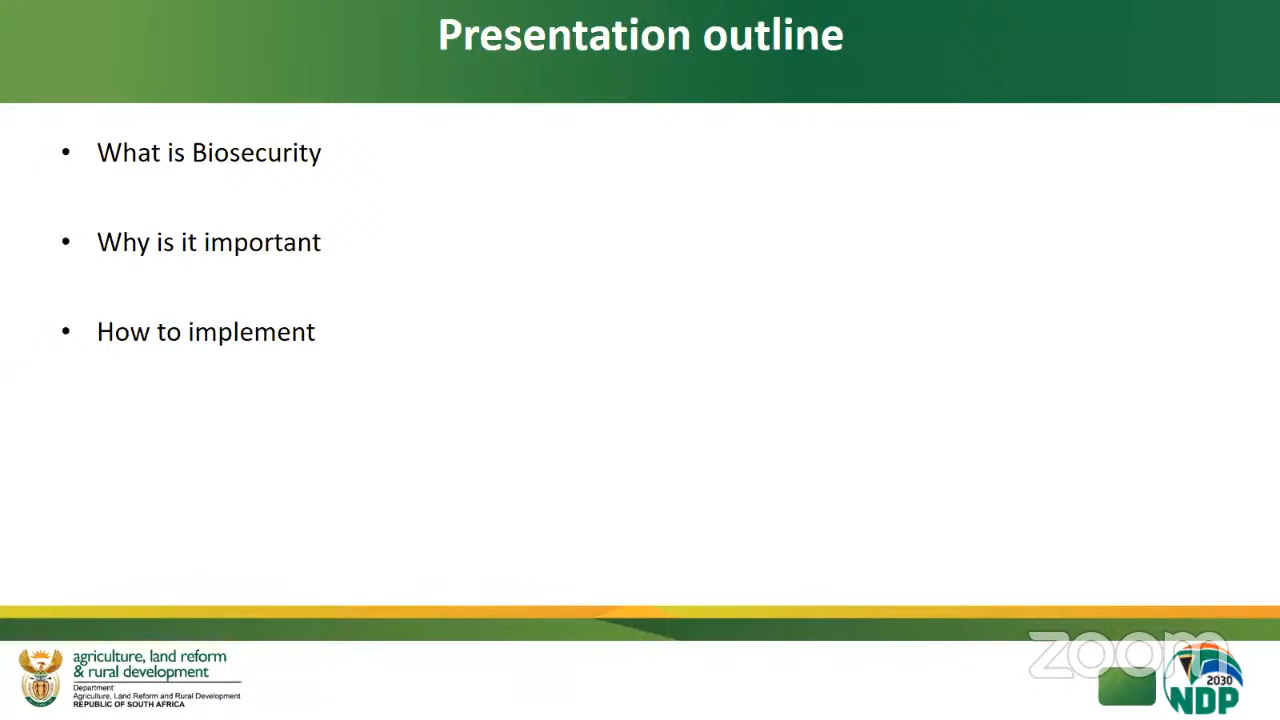 Presentation outline
• What is Biosecurity
• Why is it important
• How to implement
agriculture, land reform
& rural development
Department:
Agriculture, Land Reform and Rural Development
REPUBLIC OF SOUTH AFRICA
zoom
2030
NDP